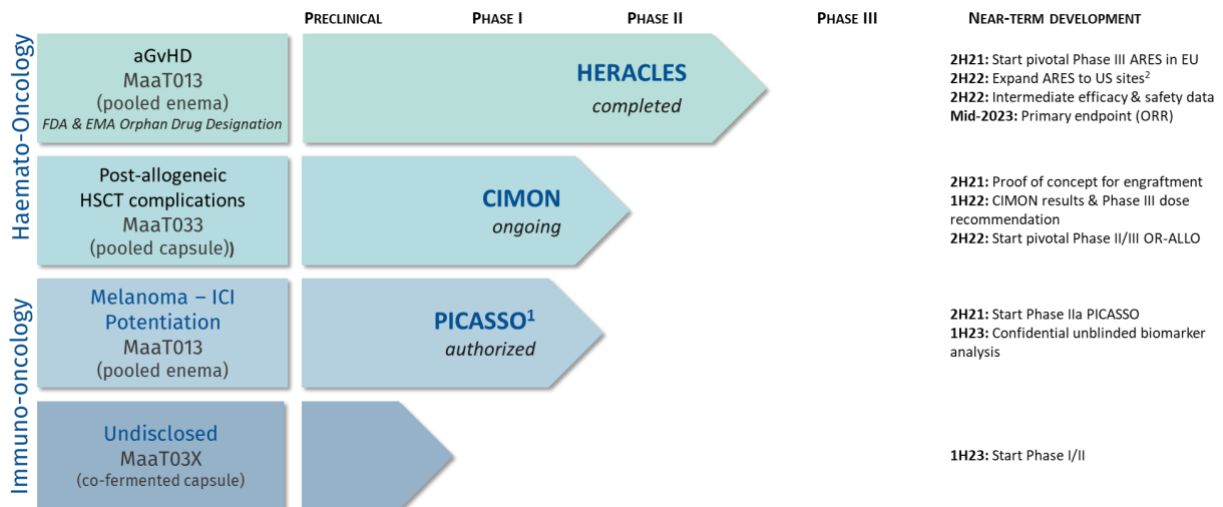 PRECLINICAL PHASE I PHASE II PHASE III NEAR-TERM DEVELOPMENT
Haemato-Oncology
aGvHD
MaaT013
(pooled enema)
FDA & EMA Orphan Drug Designation
HERACLES
completed
2H21: Start pivotal Phase III ARES in EU
2H22: Expand ARES to US sites2
2H22: Intermediate efficacy & safety data
Mid-2023: Primary endpoint (ORR)
Post-allogeneic
HSCT complications
MaaT033
(pooled capsule))
CIMON
ongoing
2H21: Proof of concept for engraftment
1H22: CIMON results & Phase III dose
recommendation
2H22: Start pivotal Phase II/III OR-ALLO
Immuno-oncology
Melanoma – ICI
Potentiation
MaaT013
(pooled enema)
PICASSO1
authorized
2H21: Start Phase IIa PICASSO
1H23: Confidential unblinded biomarker
analysis
Undisclosed
MaaT03X
(co-fermented capsule)
1H23: Start Phase I/II